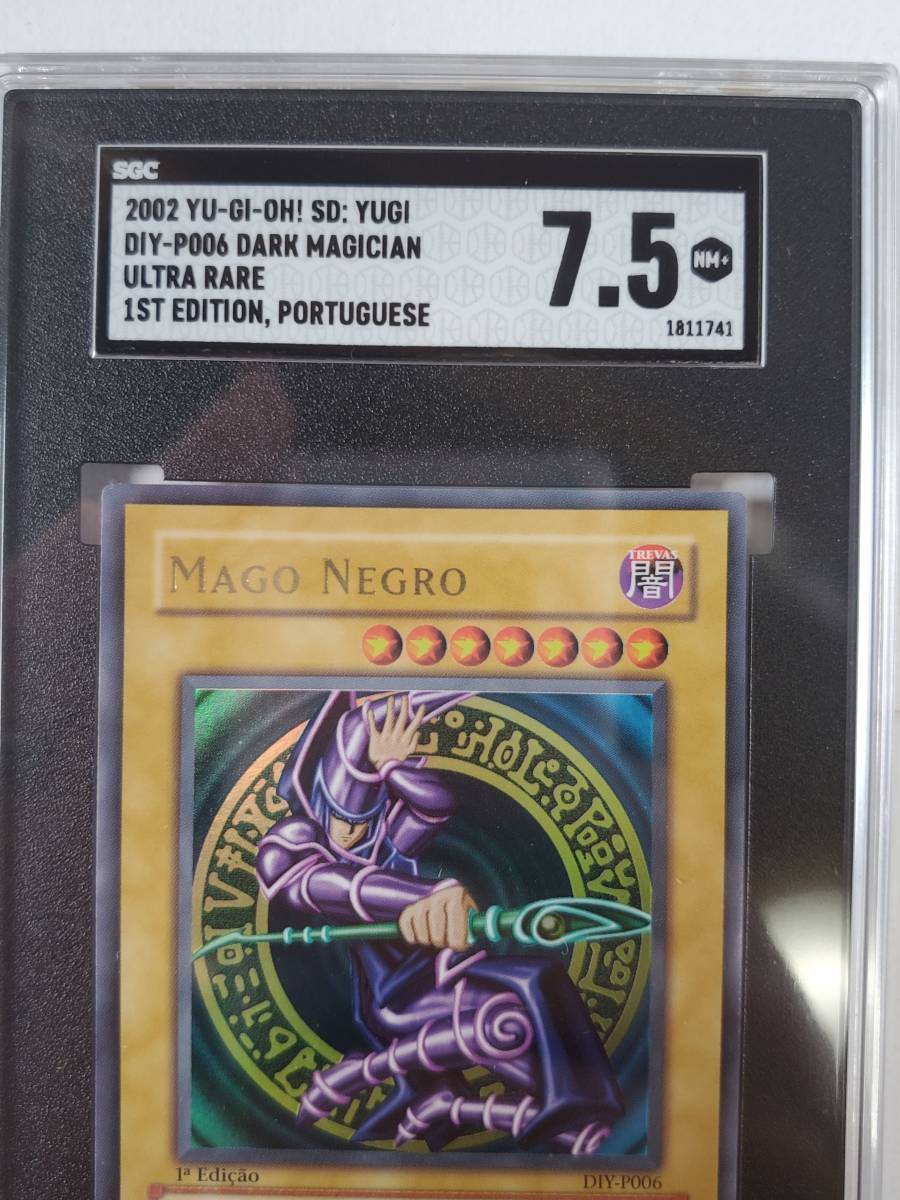 SGC
2002 YU-GI-OH! SD: YUGI
DIY-P006 DARK MAGICIAN
ULTRA RARE
1ST EDITION, PORTUGUESE
7.5
NM+
1811741
MAGO NEGRO
TREVAS
闇
1ª Edição
DIY-P006